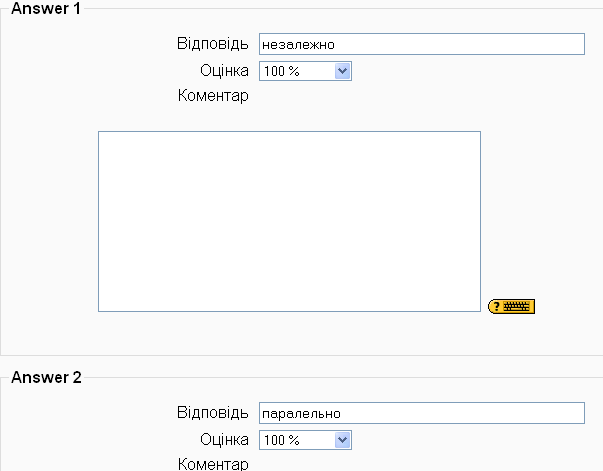 Answer 1
Відповідь незалежно
Оцінка 100 %
Коментар
?
Answer 2
Відповідь паралельно
Оцінка 100 %
Коментар